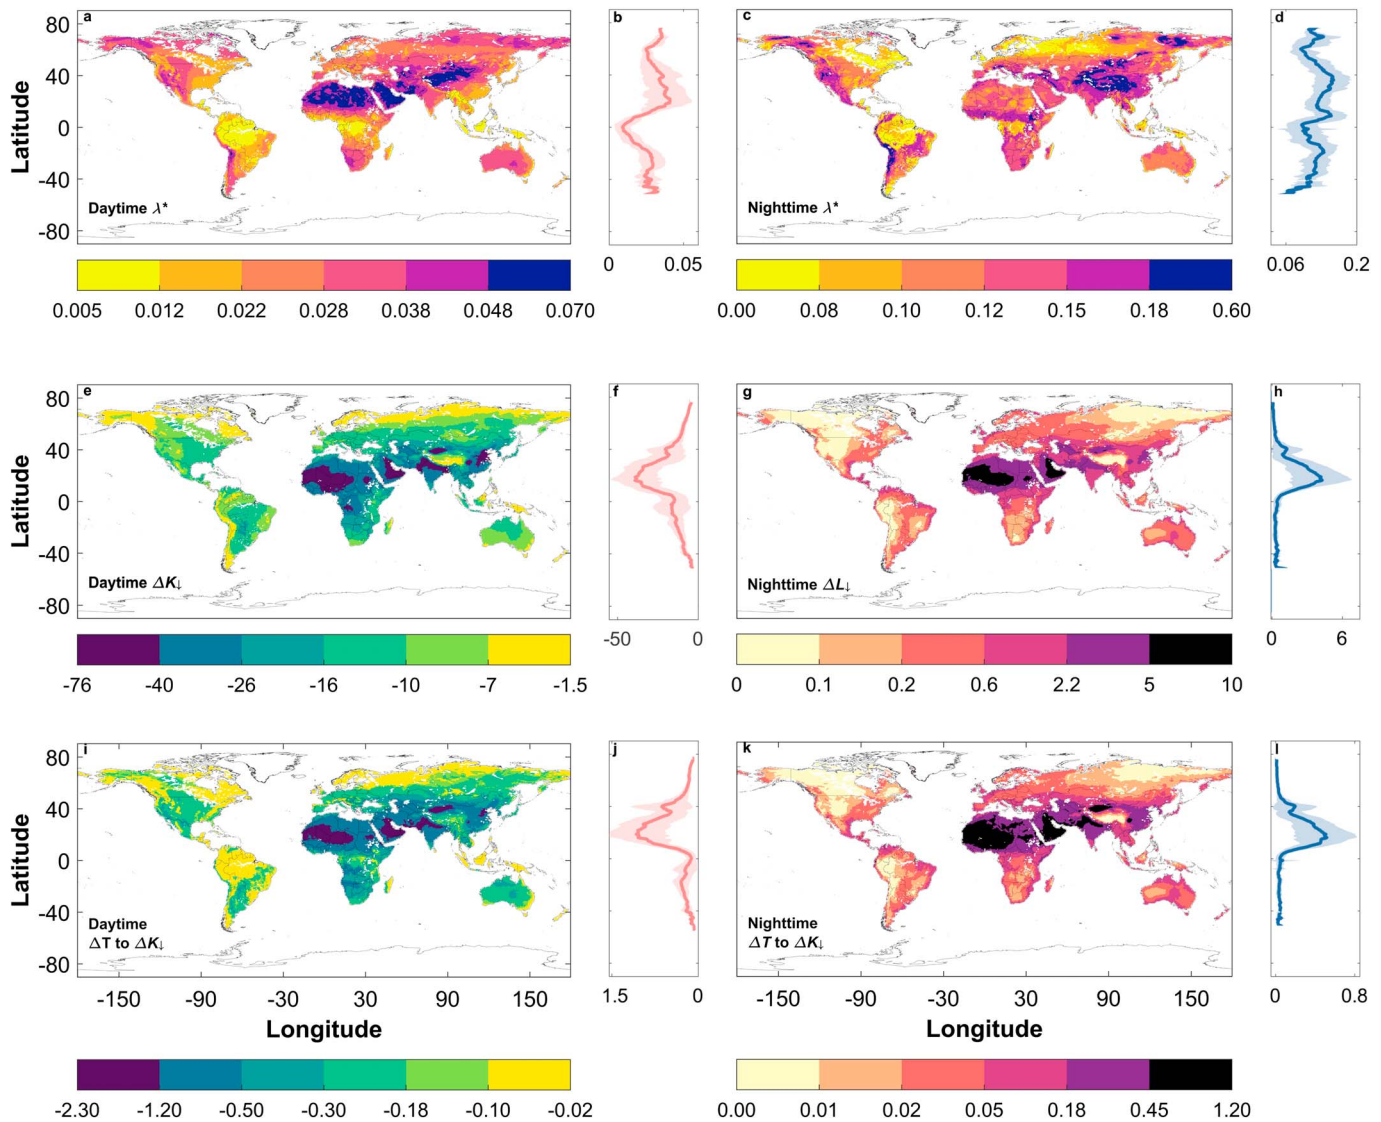 a
b
c
d
Latitude
80
40
0
-40
-80
Daytime λ*
Nighttime λ*
0 0.05
0.06 0.2
0.005 0.012 0.022 0.028 0.038 0.048 0.070
0.00 0.08 0.10 0.12 0.15 0.18 0.60
e
f
g
h
Latitude
80
40
0
-40
-80
Daytime ΔK↓
Nighttime ΔL↓
-50 0
0 6
-76 -40 -26 -16 -10 -7 -1.5
0 0.1 0.2 0.6 2.2 5 10
i
j
k
l
Latitude
80
40
0
-40
-80
Daytime
ΔT to ΔK↓
Nighttime
ΔT to ΔK↓
-150 -90 -30 30 90 150
1.5 0
-150 -90 -30 30 90 150
0 0.8
Longitude
Longitude
-2.30 -1.20 -0.50 -0.30 -0.18 -0.10 -0.02
0.00 0.01 0.02 0.05 0.18 0.45 1.20